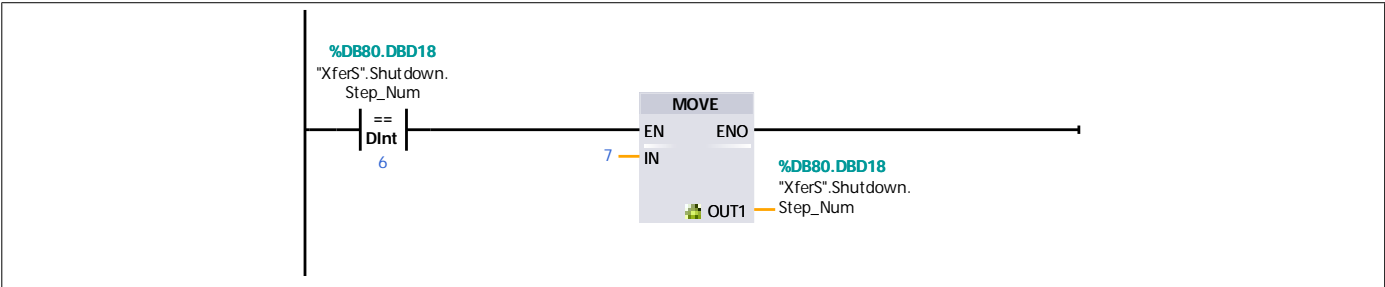 %DB80.DBD18
"XferS".Shutdown.
Step_Num
==
DInt
6
MOVE
EN ENO
7 IN
%DB80.DBD18
"XferS".Shutdown.
OUT1 Step_Num